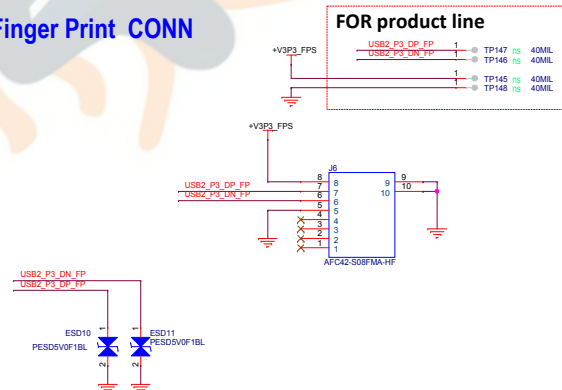 Finger Print CONN
FOR product line
+V3P3_FPS
USB2_P3_DP_FP 1 TP147 ns 40MIL
USB2_P3_DN_FP 1 TP146 ns 40MIL
1 TP145 ns 40MIL
1 TP148 ns 40MIL
+V3P3_FPS
J6
8 8 9 9
USB2_P3_DP_FP 7 7 10 10
USB2_P3_DN_FP 6 6
5 5
4 4
3 3
2 2
1 1
AFC42-S08FMA-HF
USB2_P3_DN_FP
USB2_P3_DP_FP
1 1
ESD10 ESD11
PESD5V0F1BL PESD5V0F1BL
2 2